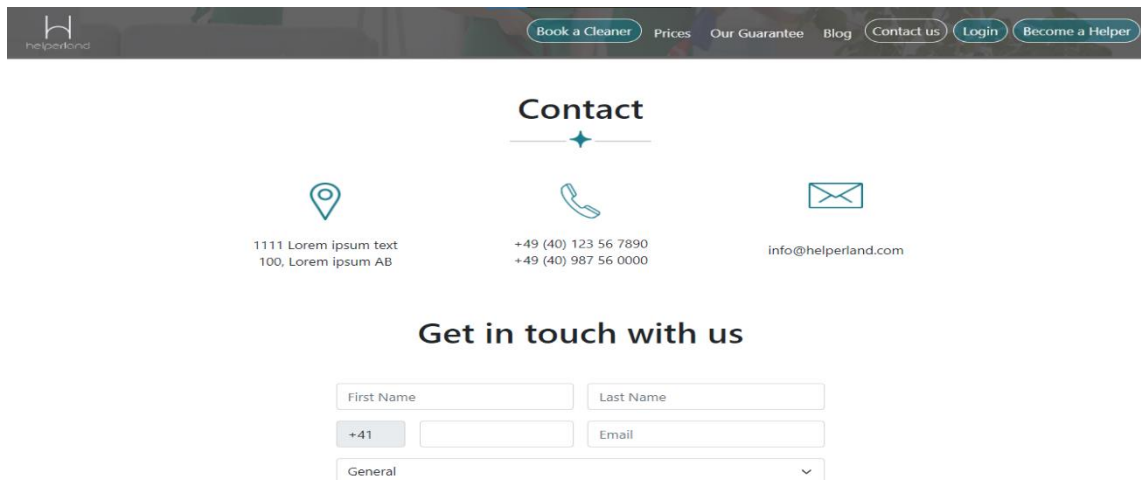 helperland
Book a Cleaner Prices Our Guarantee Blog Contact us Login Become a Helper
Contact
1111 Lorem ipsum text
100, Lorem ipsum AB
+49 (40) 123 56 7890
+49 (40) 987 56 0000
info@helperland.com
Get in touch with us
First Name Last Name
+41 Email
General